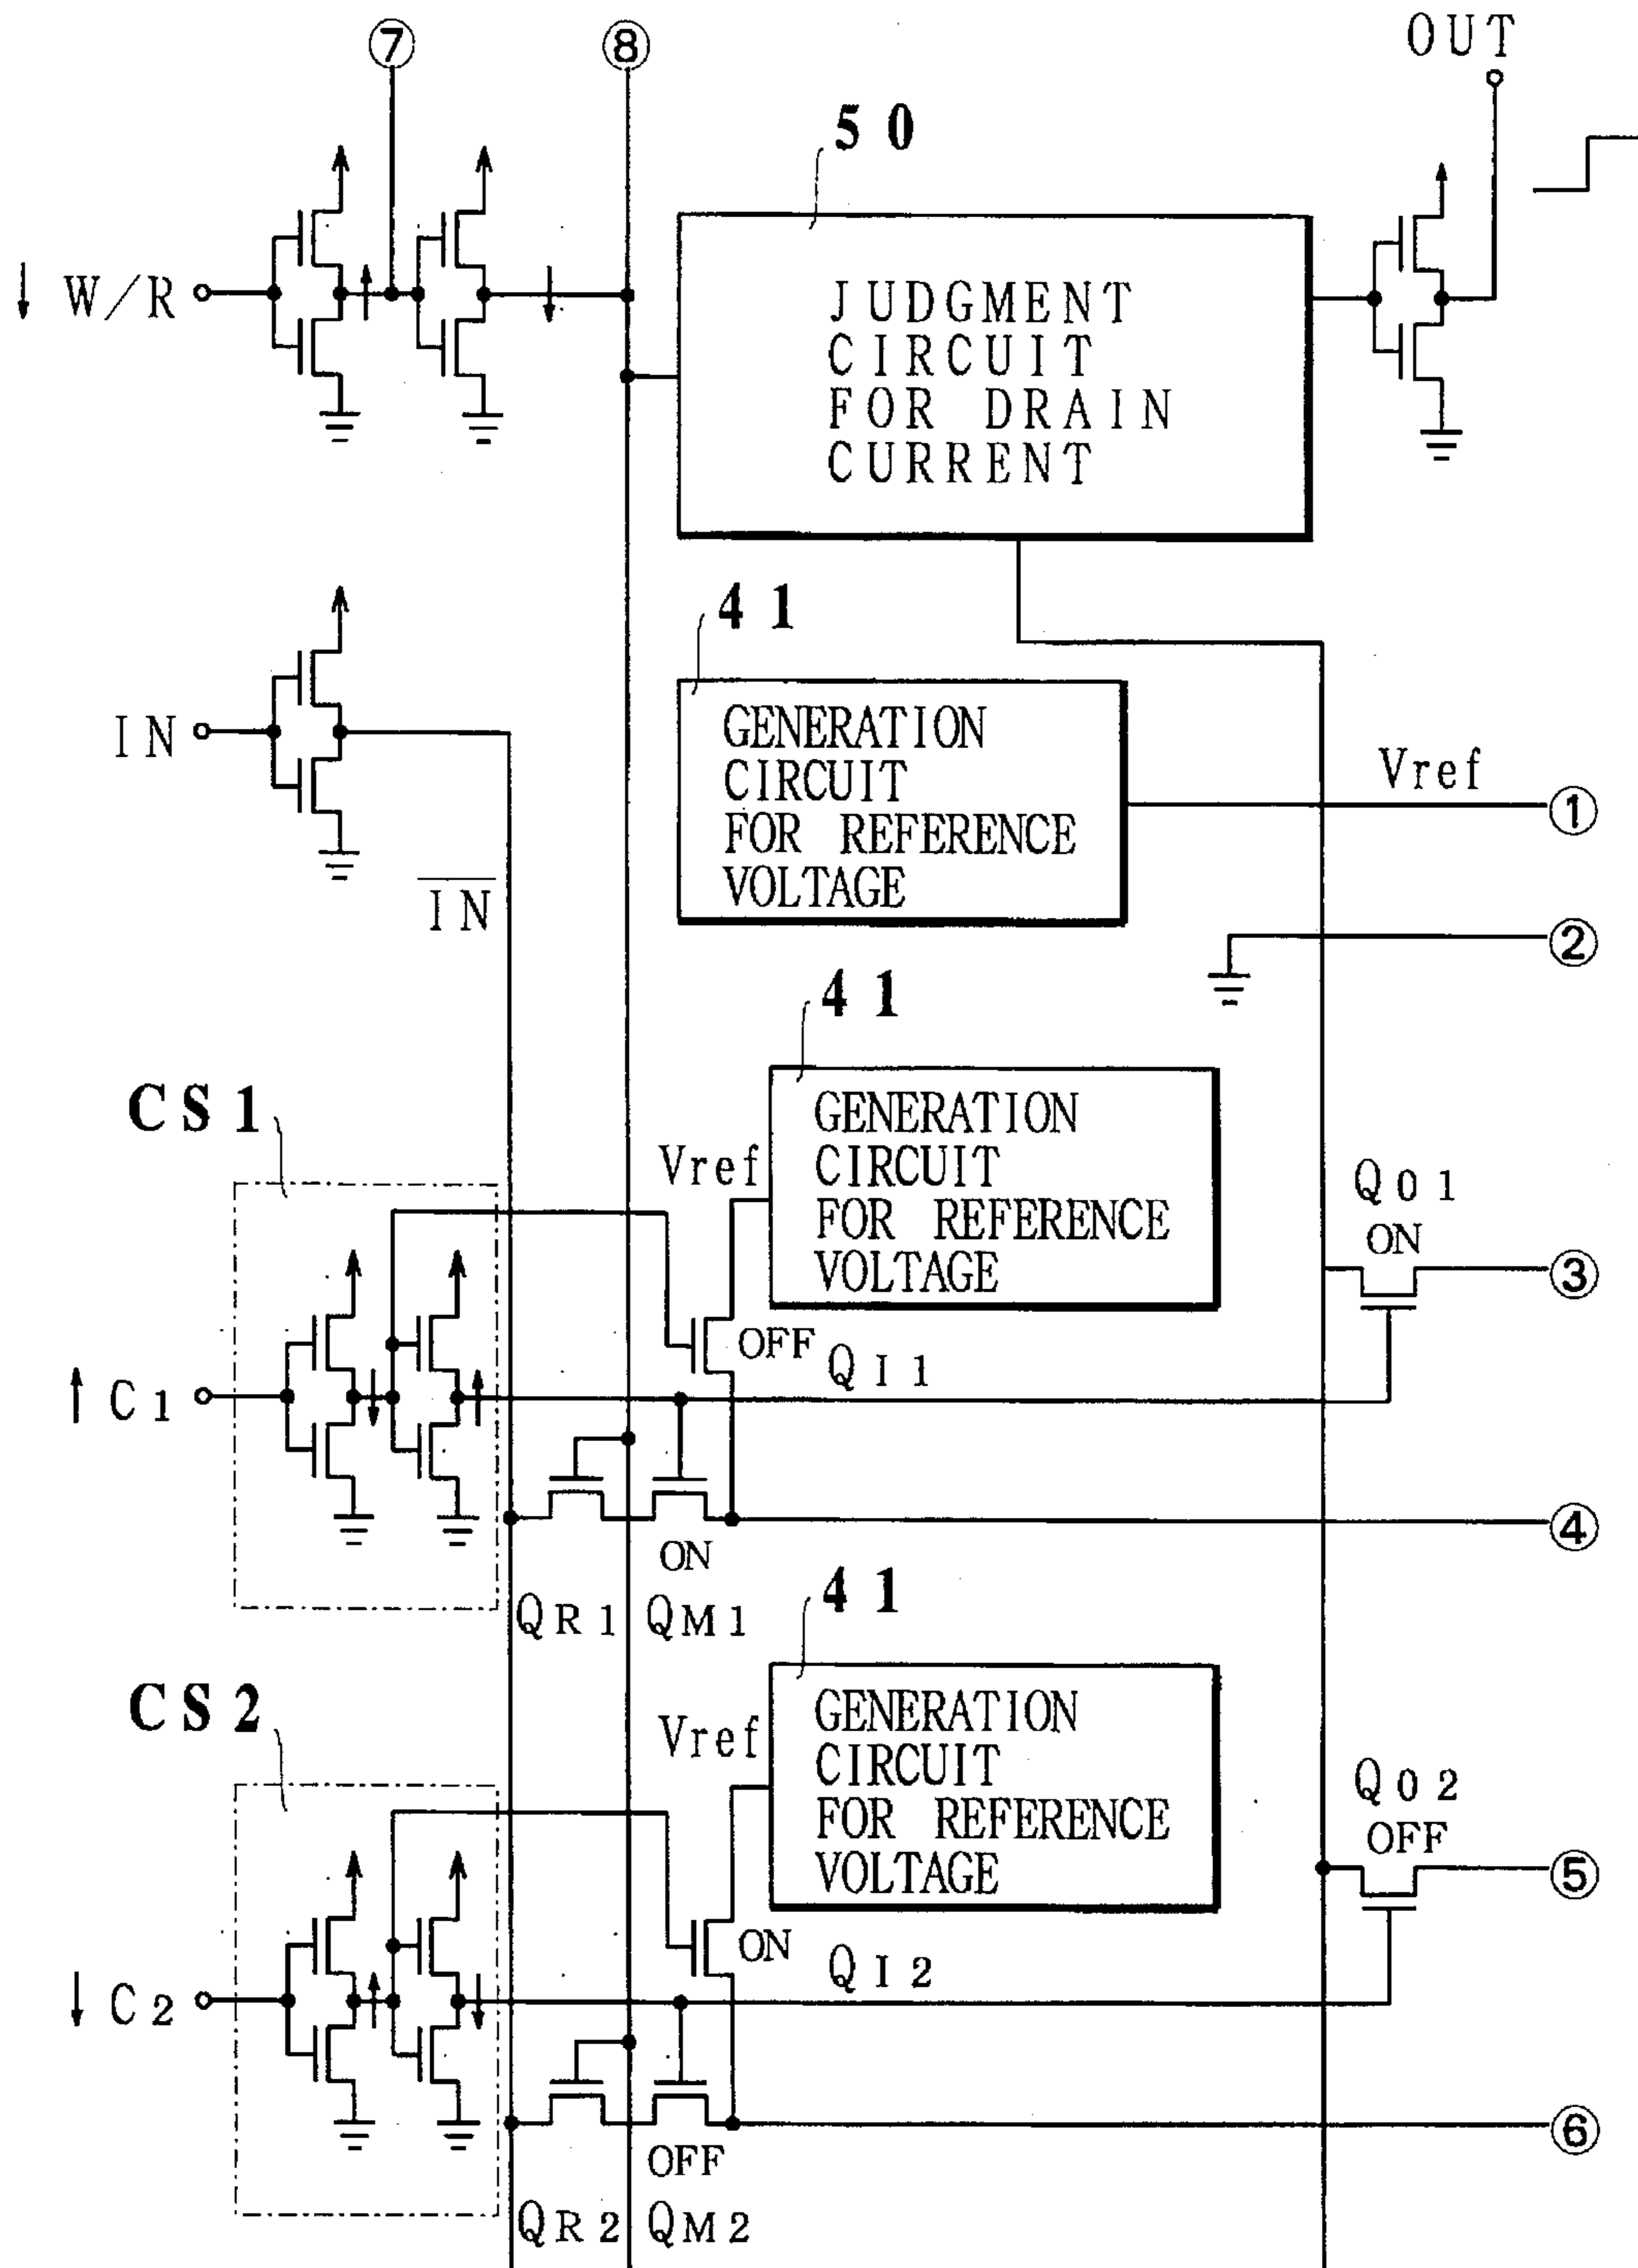 ⑦ ⑧ OUT
50
↓ W/R
JUDGMENT
CIRCUIT
FOR DRAIN
CURRENT
41
IN
GENERATION
CIRCUIT
FOR REFERENCE
VOLTAGE
Vref
①
IN
②
41
CS1
GENERATION
CIRCUIT
FOR REFERENCE
VOLTAGE
Vref
Q01
ON
③
OFF
QI1
↑ C1
④
ON
QR1 QM1
41
CS2
GENERATION
CIRCUIT
FOR REFERENCE
VOLTAGE
Vref
Q02
OFF
⑤
ON
QI2
↓ C2
⑥
OFF
QR2 QM2